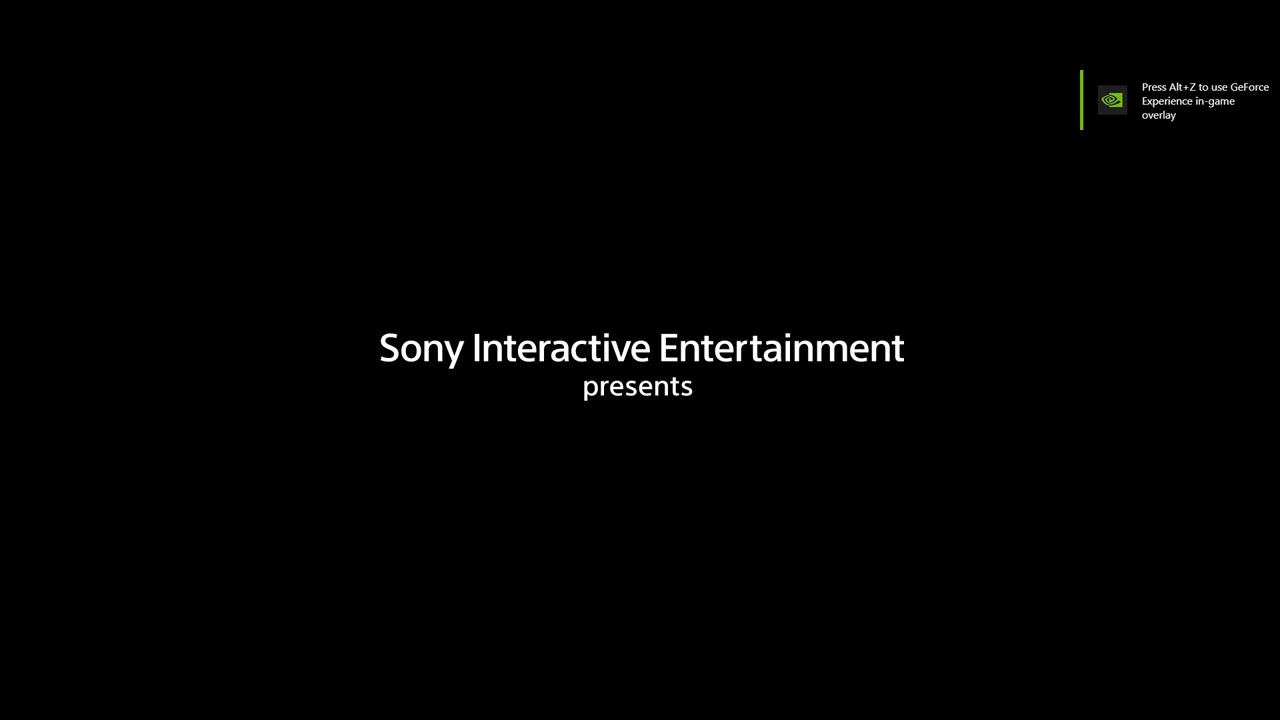 Press Alt+Z to use GeForce
Experience in-game
overlay
Sony Interactive Entertainment
presents